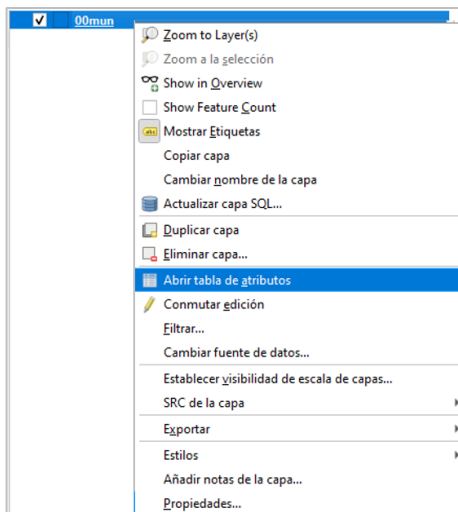 00mun
Zoom to Layer(s)
Zoom a la selección
Show in Overview
Show Feature Count
abc Mostrar Etiquetas
Copiar capa
Cambiar nombre de la capa
Actualizar capa SQL...
Duplicar capa
Eliminar capa...
Abrir tabla de atributos
Conmutar edición
Filtrar...
Cambiar fuente de datos...
Establecer visibilidad de escala de capas...
SRC de la capa
Exportar
Estilos
Añadir notas de la capa...
Propiedades...